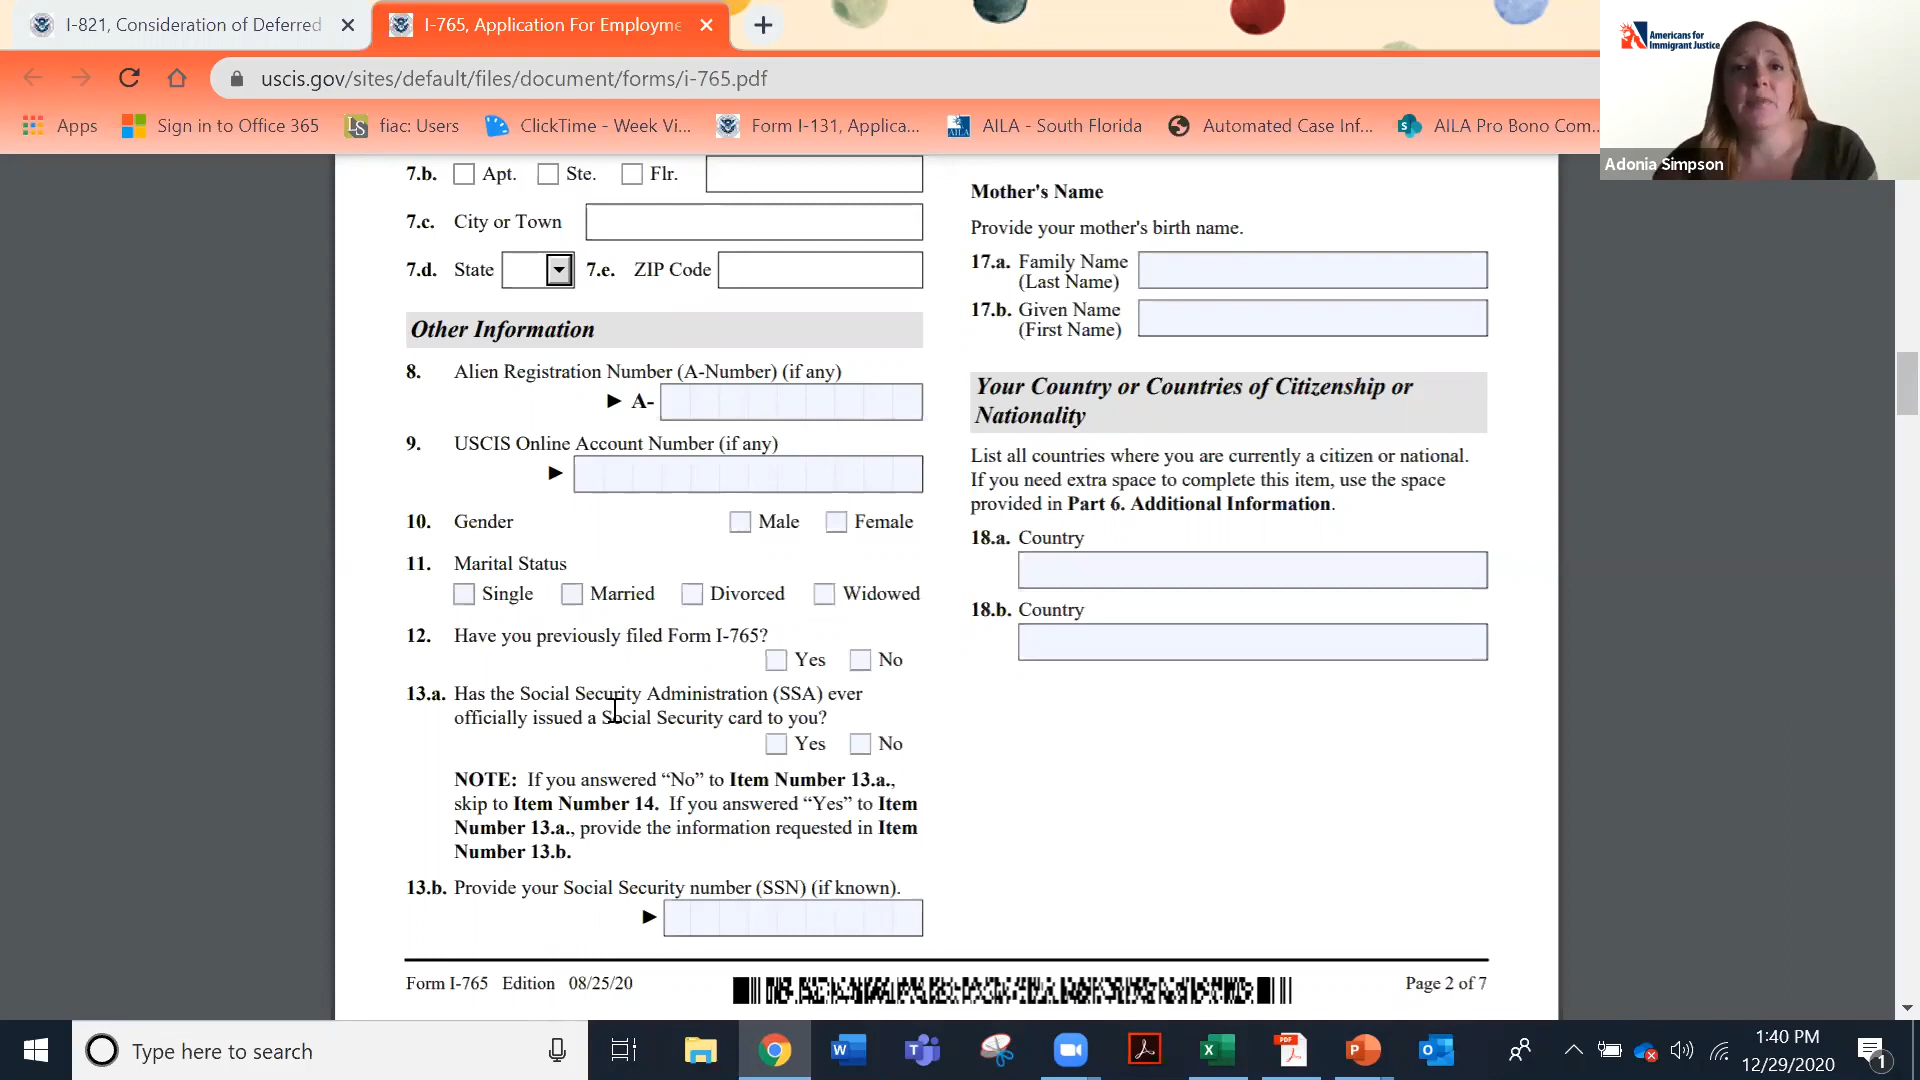 I-821, Consideration of Deferred
I-765, Application For Employme
uscis.gov/sites/default/files/document/forms/i-765.pdf
Apps
Sign in to Office 365
LS
fiac: Users
ClickTime - Week Vi...
Form I-131, Applica...
AILA
AILA - South Florida
Automated Case Inf...
S
AILA Pro Bono Com...
Americans for
Immigrant Justice
Adonia Simpson
7.b. Apt. Ste. Flr.
7.c. City or Town
7.d. State 7.e. ZIP Code
Other Information
8. Alien Registration Number (A-Number) (if any)
► A-
9. USCIS Online Account Number (if any)
►
10. Gender Male Female
11. Marital Status
Single Married Divorced Widowed
12. Have you previously filed Form I-765?
Yes No
13.a. Has the Social Security Administration (SSA) ever
officially issued a Social Security card to you?
Yes No
NOTE: If you answered “No” to Item Number 13.a.,
skip to Item Number 14. If you answered “Yes” to Item
Number 13.a., provide the information requested in Item
Number 13.b.
13.b. Provide your Social Security number (SSN) (if known).
►
Mother's Name
Provide your mother's birth name.
17.a. Family Name
(Last Name)
17.b. Given Name
(First Name)
Your Country or Countries of Citizenship or
Nationality
List all countries where you are currently a citizen or national.
If you need extra space to complete this item, use the space
provided in Part 6. Additional Information.
18.a. Country
18.b. Country
Form I-765 Edition 08/25/20
Page 2 of 7
Type here to search
W
T
X
PDF
P
O
1:40 PM
12/29/2020
1